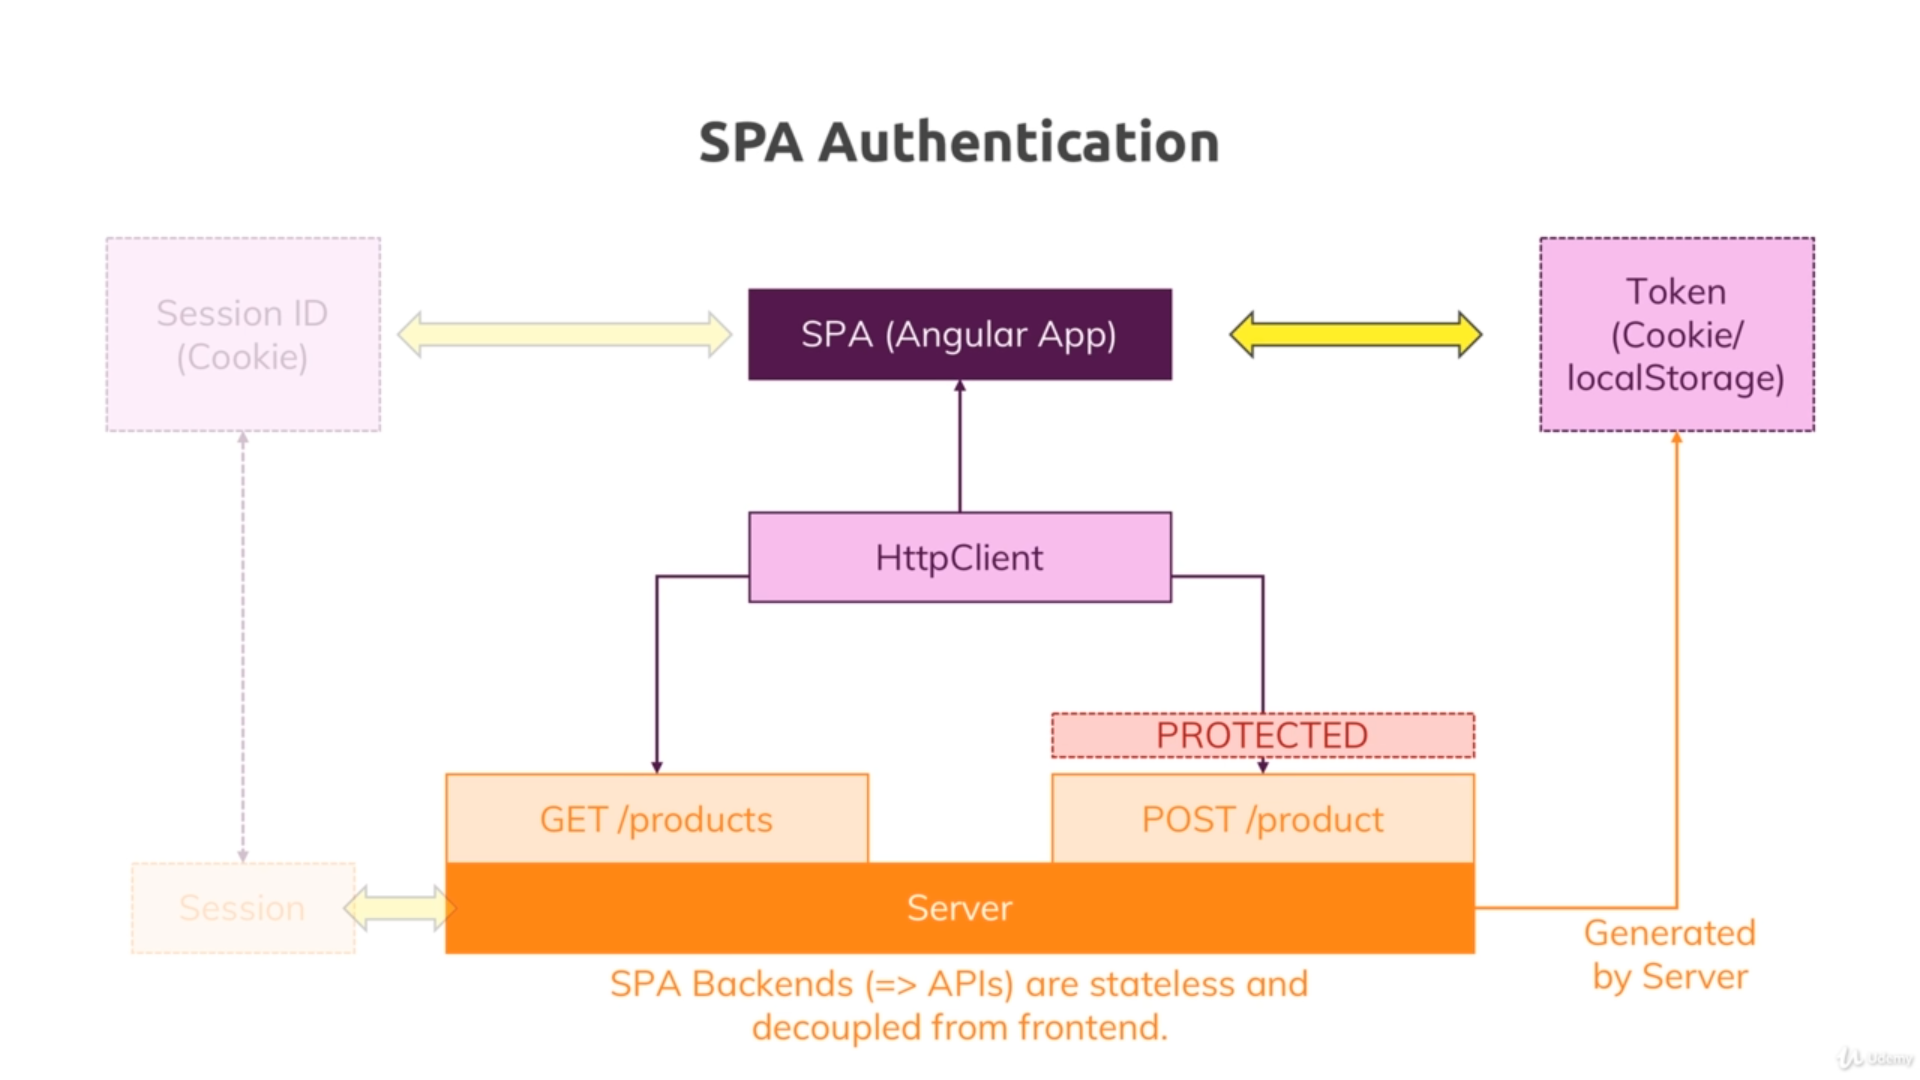 SPA Authentication
Session ID
(Cookie)
SPA (Angular App)
Token
(Cookie/
localStorage)
HttpClient
PROTECTED
GET /products
POST /product
Session
Server
Generated
by Server
SPA Backends (=> APIs) are stateless and
decoupled from frontend.
Udemy